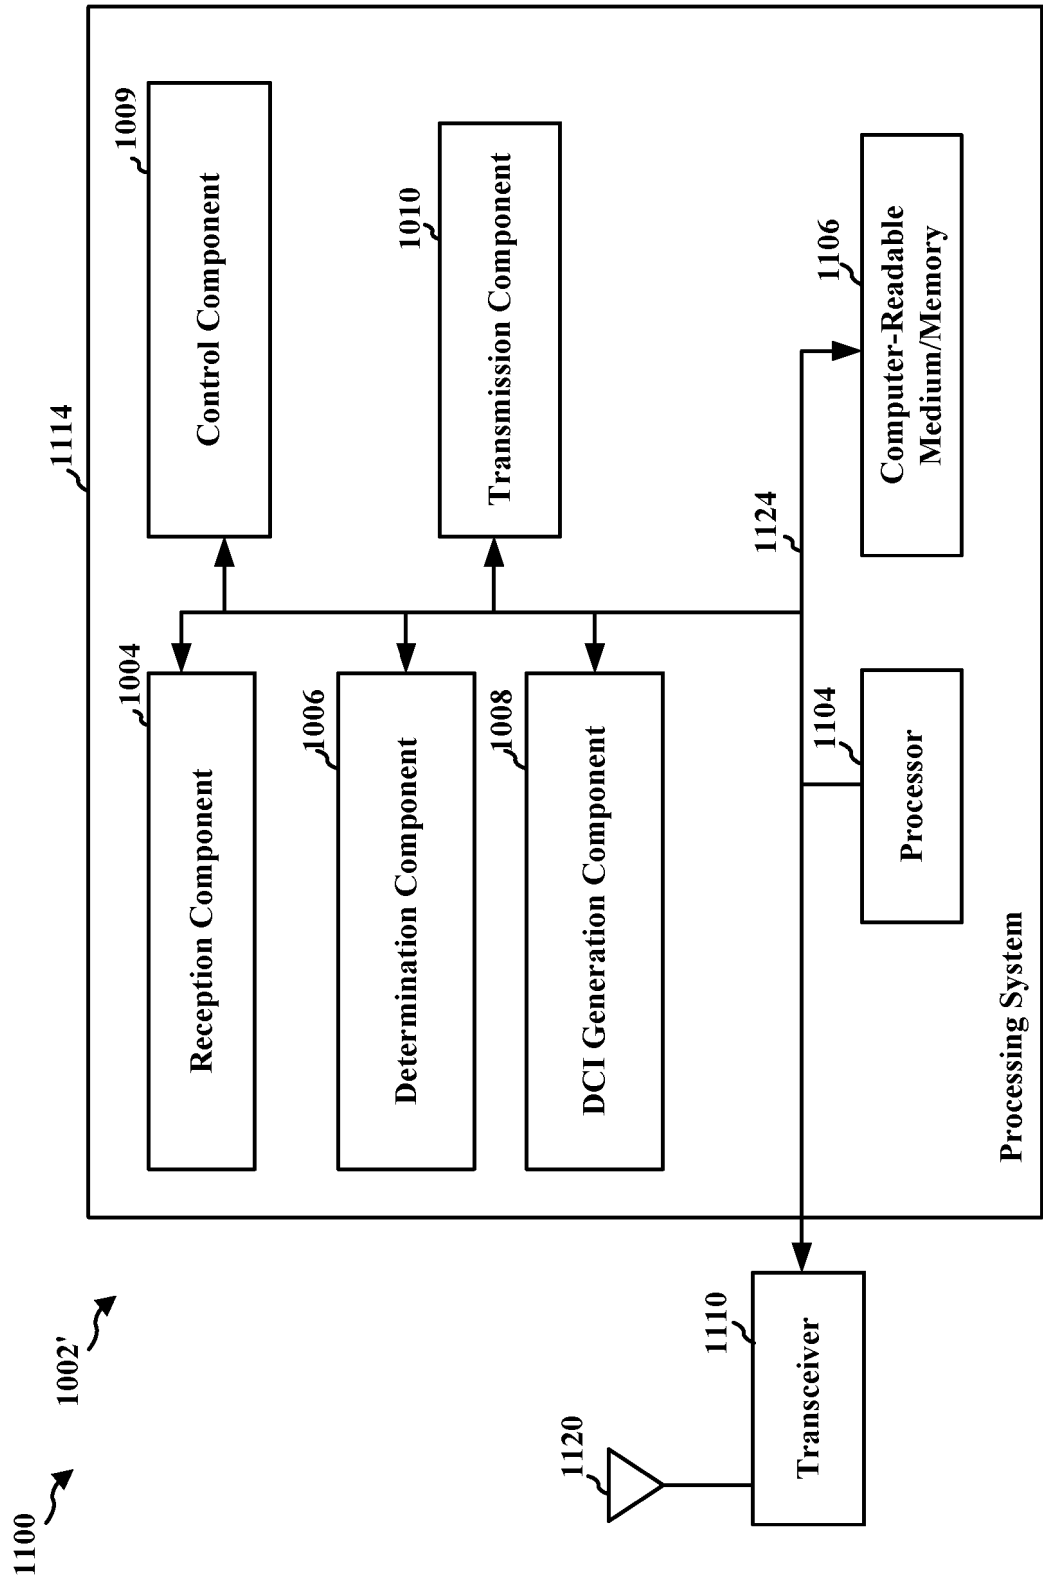 1100
1002'
1114
1004
Reception Component
1009
Control Component
1006
Determination Component
1010
Transmission Component
1008
DCI Generation Component
1124
1120
1110
Transceiver
1104
Processor
1106
Computer-Readable
Medium/Memory
Processing System